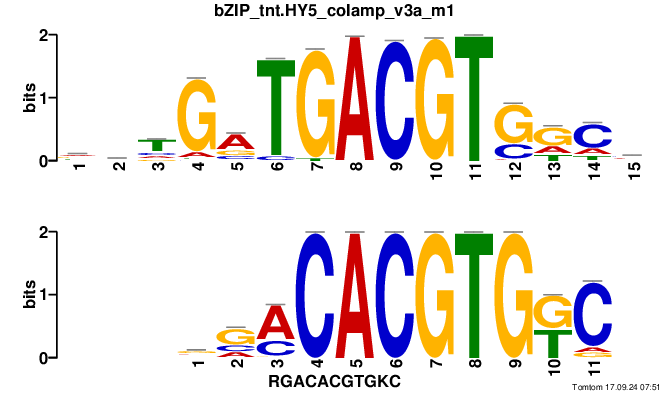 bZIP_tnt.HY5_colamp_v3a_m1
2
bits
1
0
TGATGACGTGGC
1 2 3 4 5 6 7 8 9 10 11 12 13 14 15
2
bits
1
0
GACACGTGGC
1 2 3 4 5 6 7 8 9 10 11
RGACACGTGKC
Tomtom 17.09.24 07:51